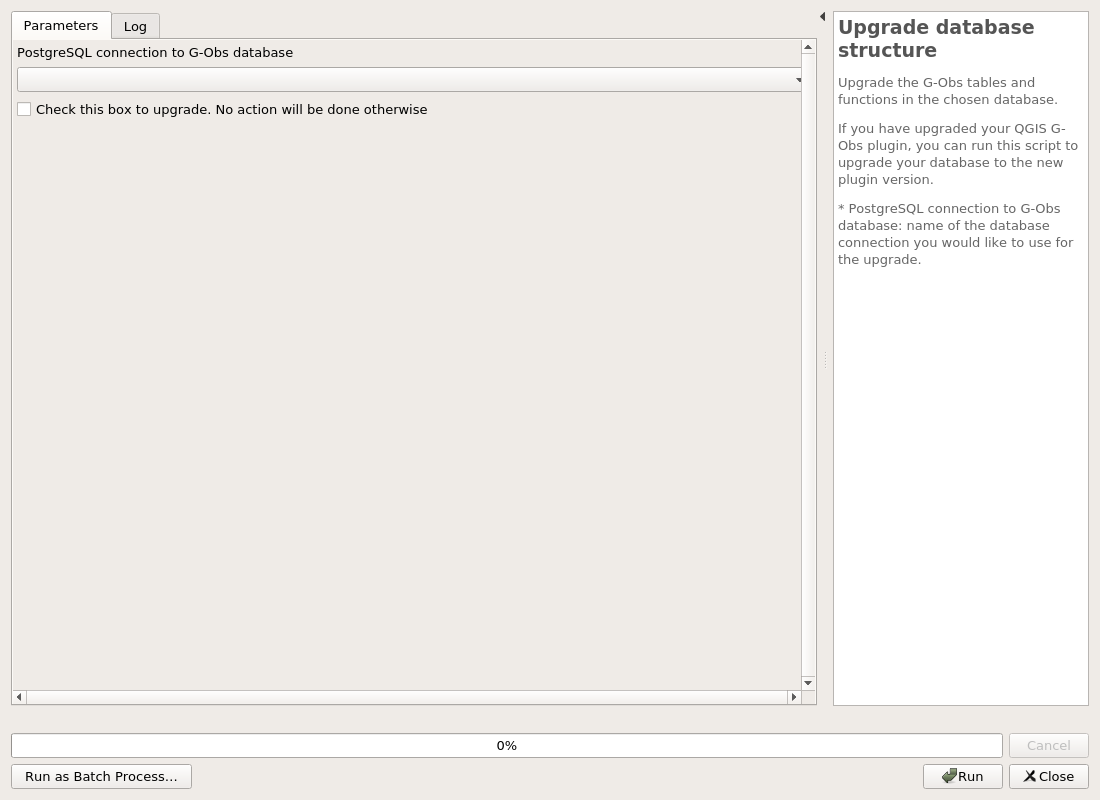 Parameters
Log
PostgreSQL connection to G-Obs database
Check this box to upgrade. No action will be done otherwise
Upgrade database
structure
Upgrade the G-Obs tables and
functions in the chosen database.
If you have upgraded your QGIS G-
Obs plugin, you can run this script to
upgrade your database to the new
plugin version.
* PostgreSQL connection to G-Obs
database: name of the database
connection you would like to use for
the upgrade.
0%
Cancel
Run as Batch Process...
Run
Close